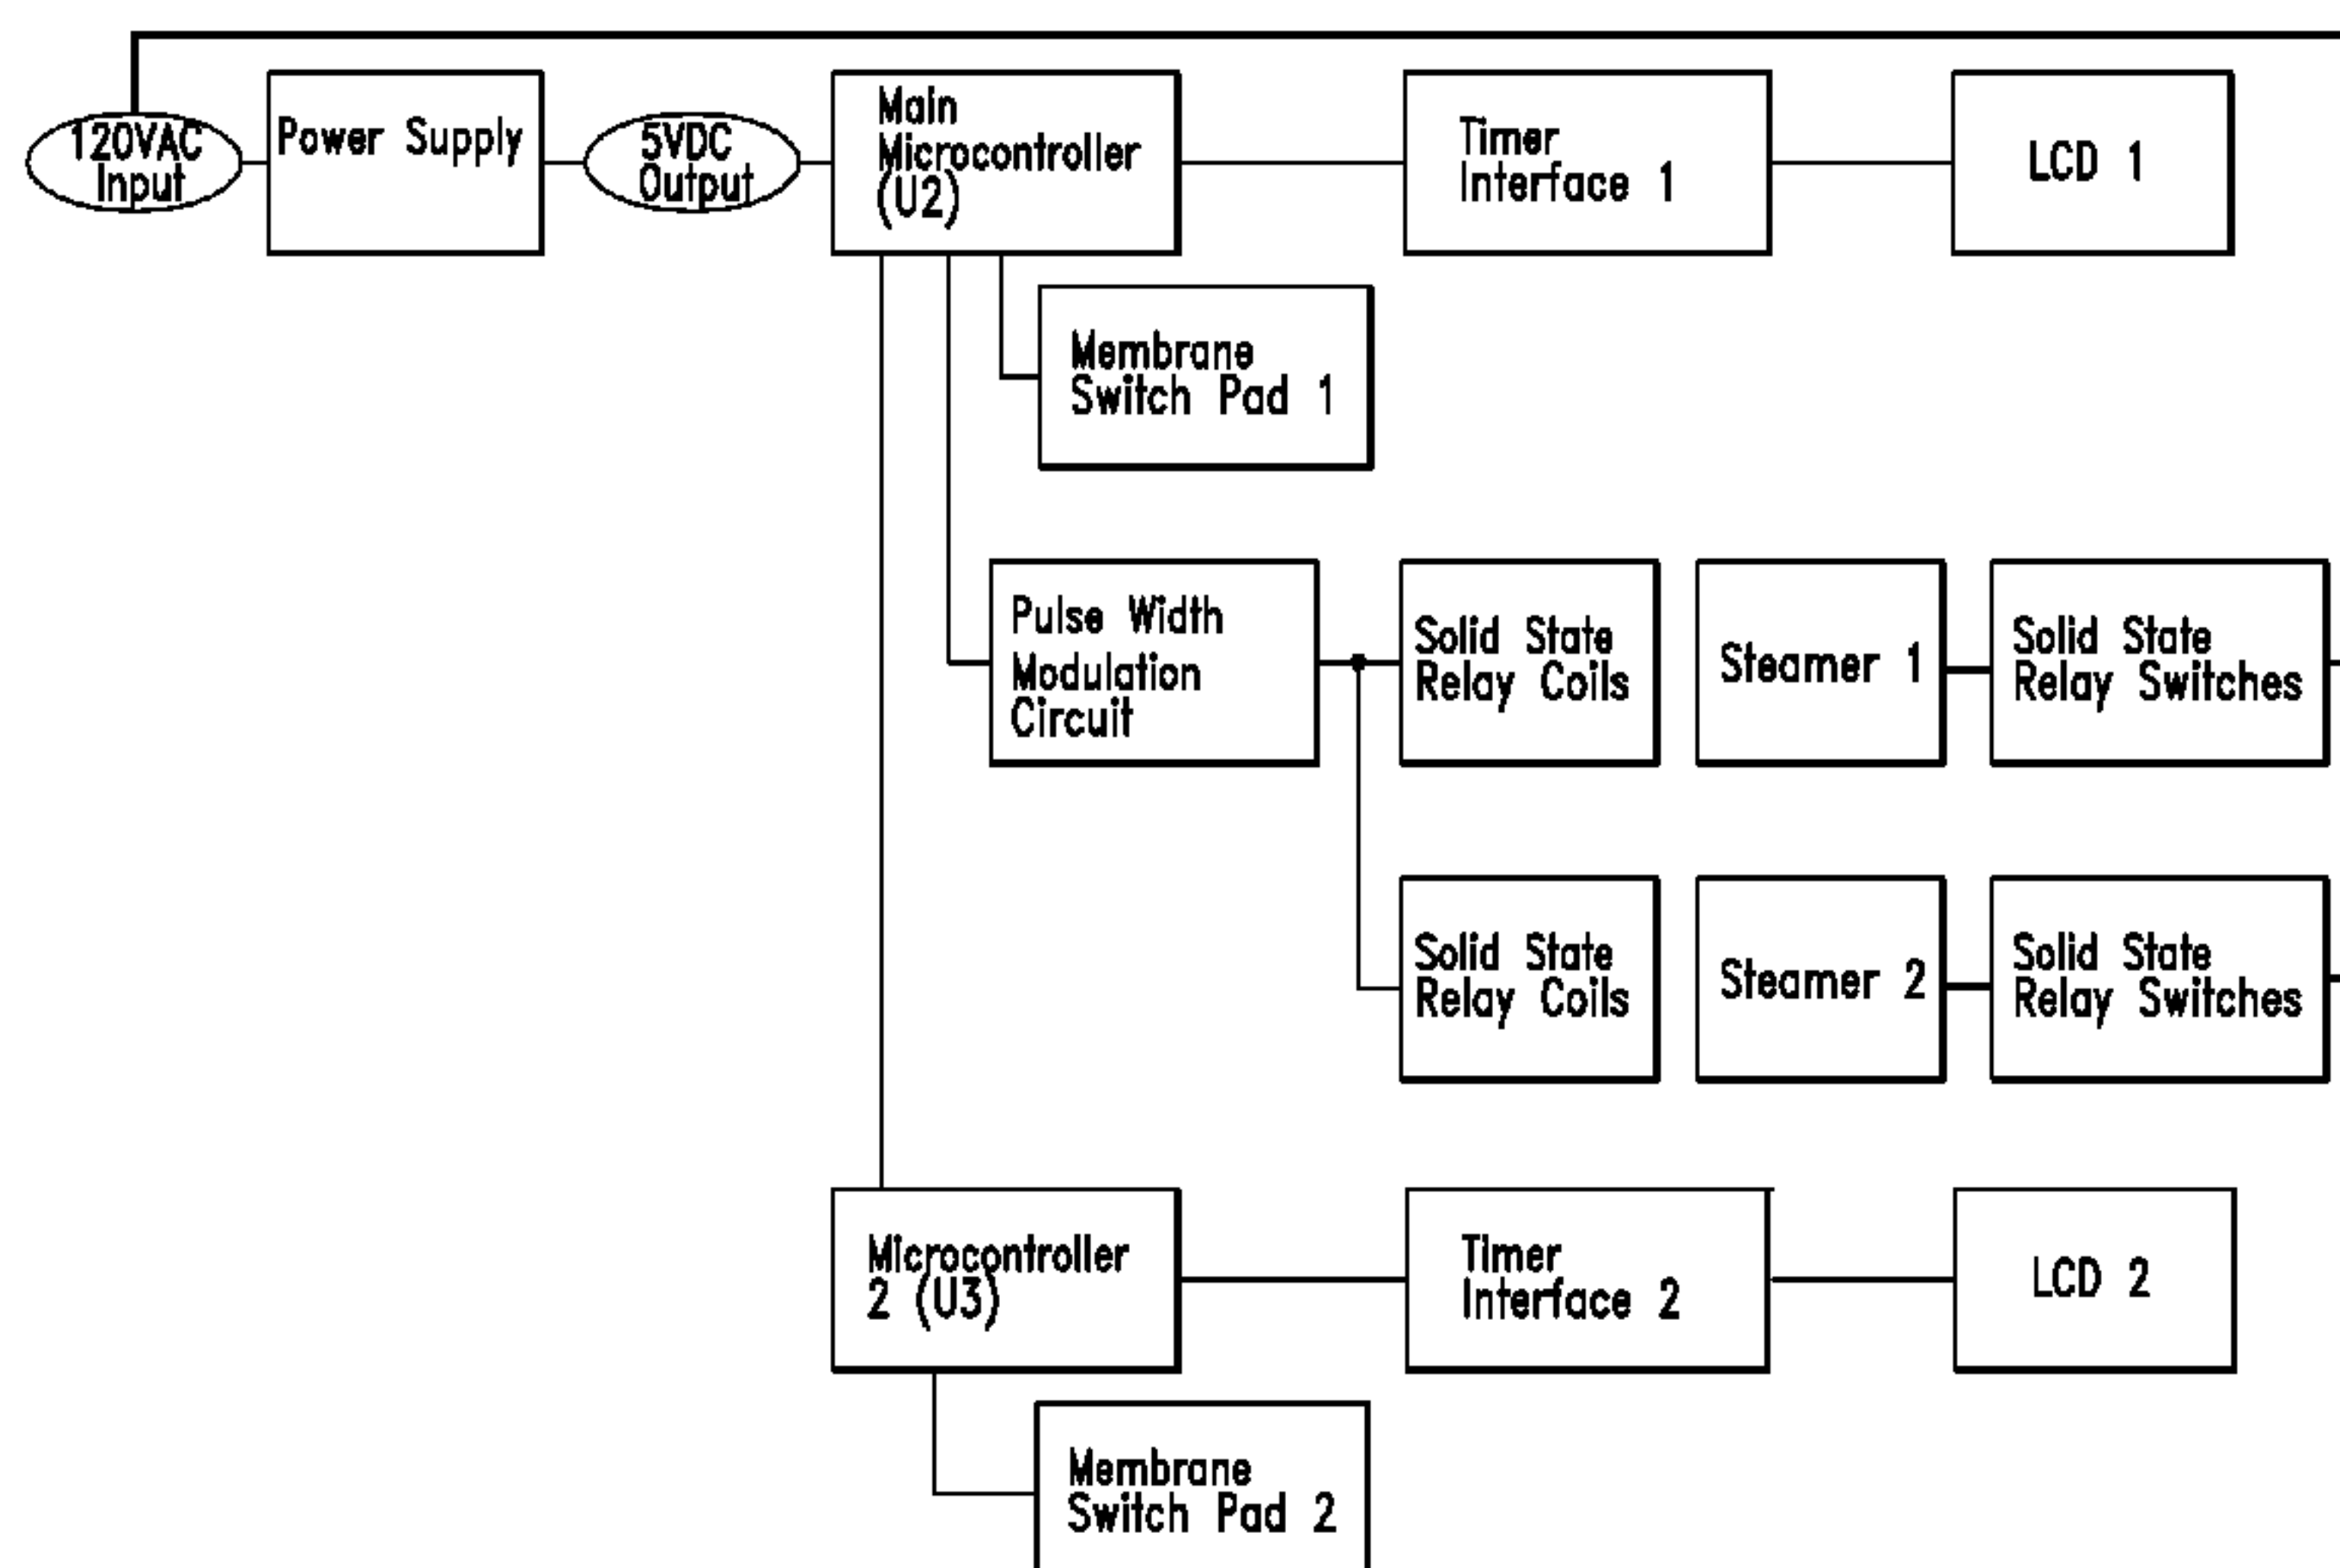 120VAC
Input
Power Supply
5VDC
Output
Main
Microcontroller
(U2)
Timer
Interface 1
LCD 1
Membrane
Switch Pad 1
Pulse Width
Modulation
Circuit
Solid State
Relay Coils
Steamer 1
Solid State
Relay Switches
Solid State
Relay Coils
Steamer 2
Solid State
Relay Switches
Microcontroller
2 (U3)
Timer
Interface 2
LCD 2
Membrane
Switch Pad 2